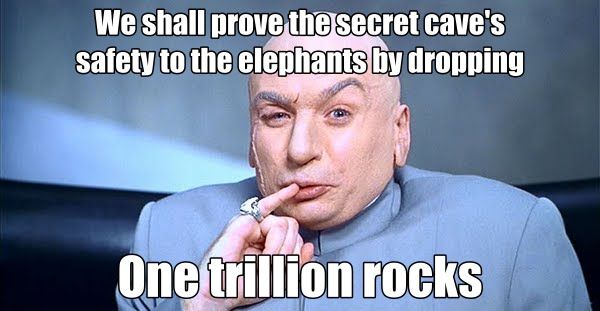 We shall prove the secret cave's
safety to the elephants by dropping
One trillion rocks